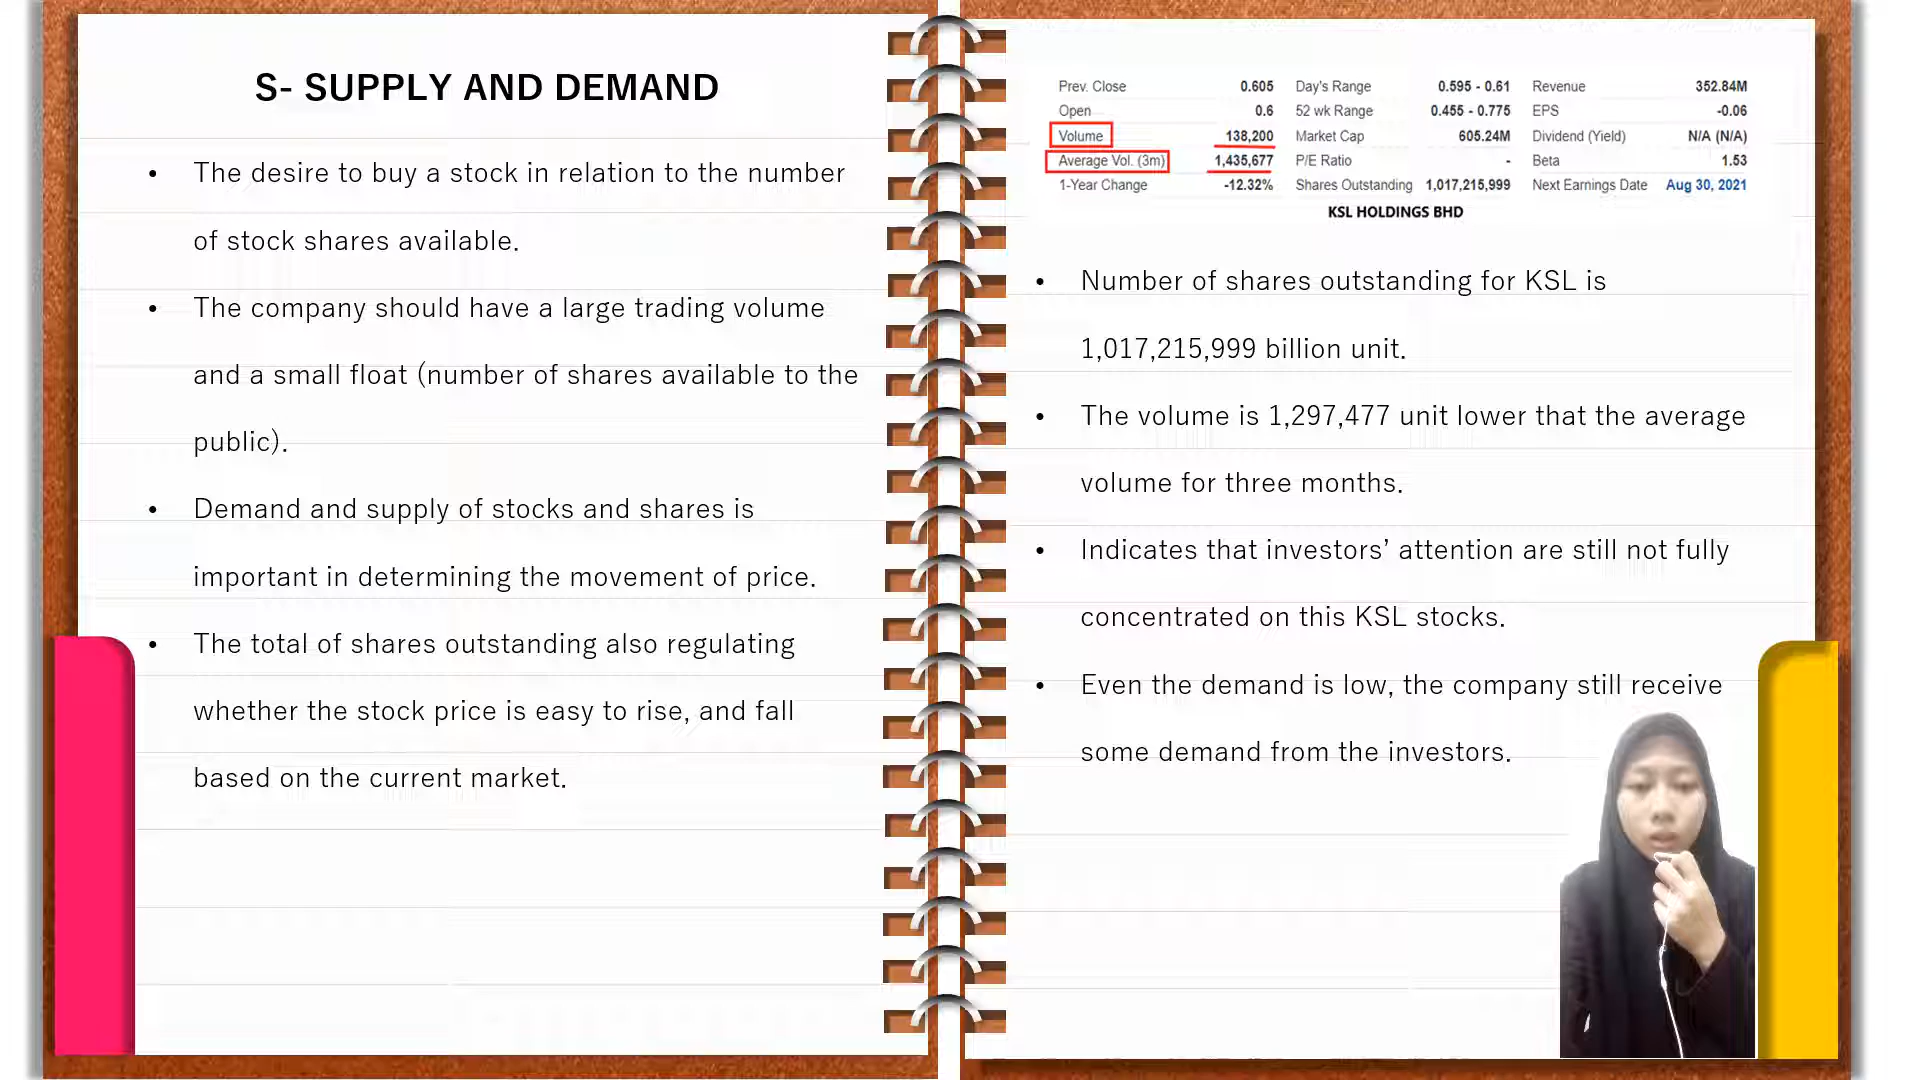 S- SUPPLY AND DEMAND
• The desire to buy a stock in relation to the number
of stock shares available.
• The company should have a large trading volume
and a small float (number of shares available to the
public).
• Demand and supply of stocks and shares is
important in determining the movement of price.
• The total of shares outstanding also regulating
whether the stock price is easy to rise, and fall
based on the current market.
Prev. Close 0.605 Day's Range 0.595 - 0.61 Revenue 352.84M
Open 0.6 52 wk Range 0.455 - 0.775 EPS -0.06
Volume 138,200 Market Cap 605.24M Dividend (Yield) N/A (N/A)
Average Vol. (3m) 1,435,677 P/E Ratio - Beta 1.53
1-Year Change -12.32% Shares Outstanding 1,017,215,999 Next Earnings Date Aug 30, 2021
KSL HOLDINGS BHD
• Number of shares outstanding for KSL is
1,017,215,999 billion unit.
• The volume is 1,297,477 unit lower that the average
volume for three months.
• Indicates that investors’ attention are still not fully
concentrated on this KSL stocks.
• Even the demand is low, the company still receive
some demand from the investors.